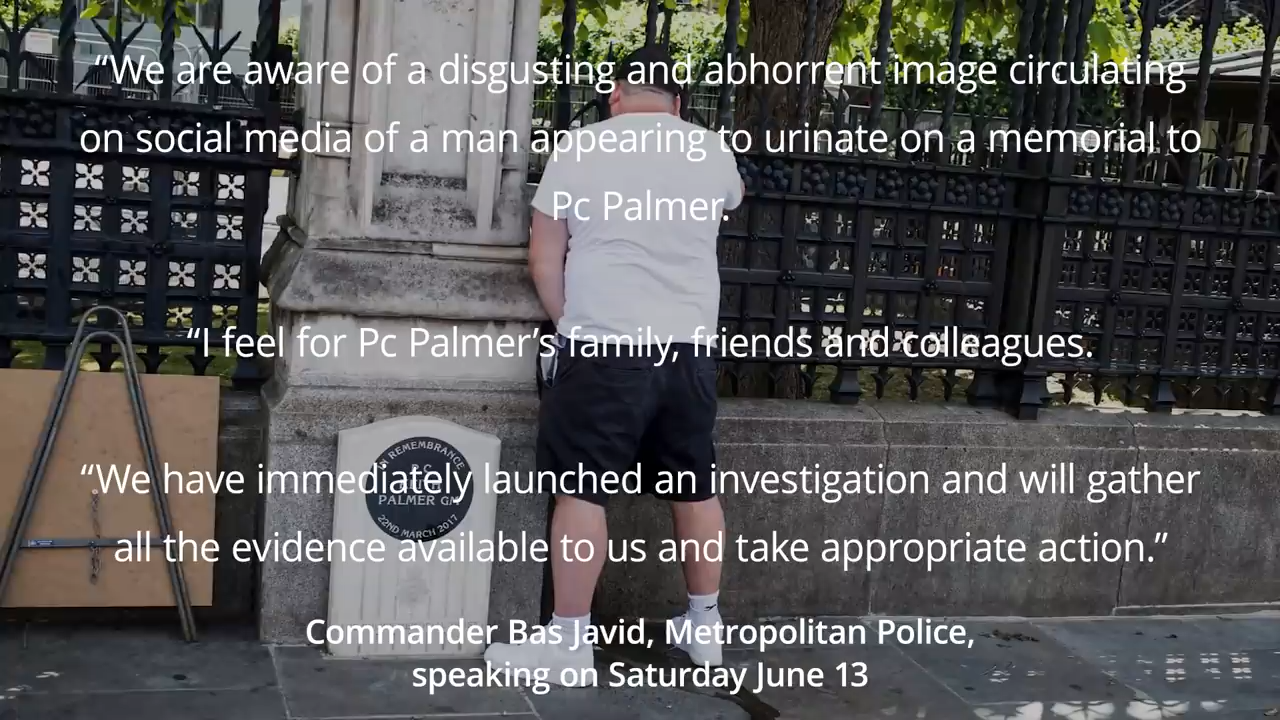 “We are aware of a disgusting and abhorrent image circulating
on social media of a man appearing to urinate on a memorial to
Pc Palmer.
“I feel for Pc Palmer’s family, friends and colleagues.
“We have immediately launched an investigation and will gather
all the evidence available to us and take appropriate action.”
Commander Bas Javid, Metropolitan Police,
speaking on Saturday June 13
IN REMEMBRANCE
PALMER GM
22ND MARCH 2017